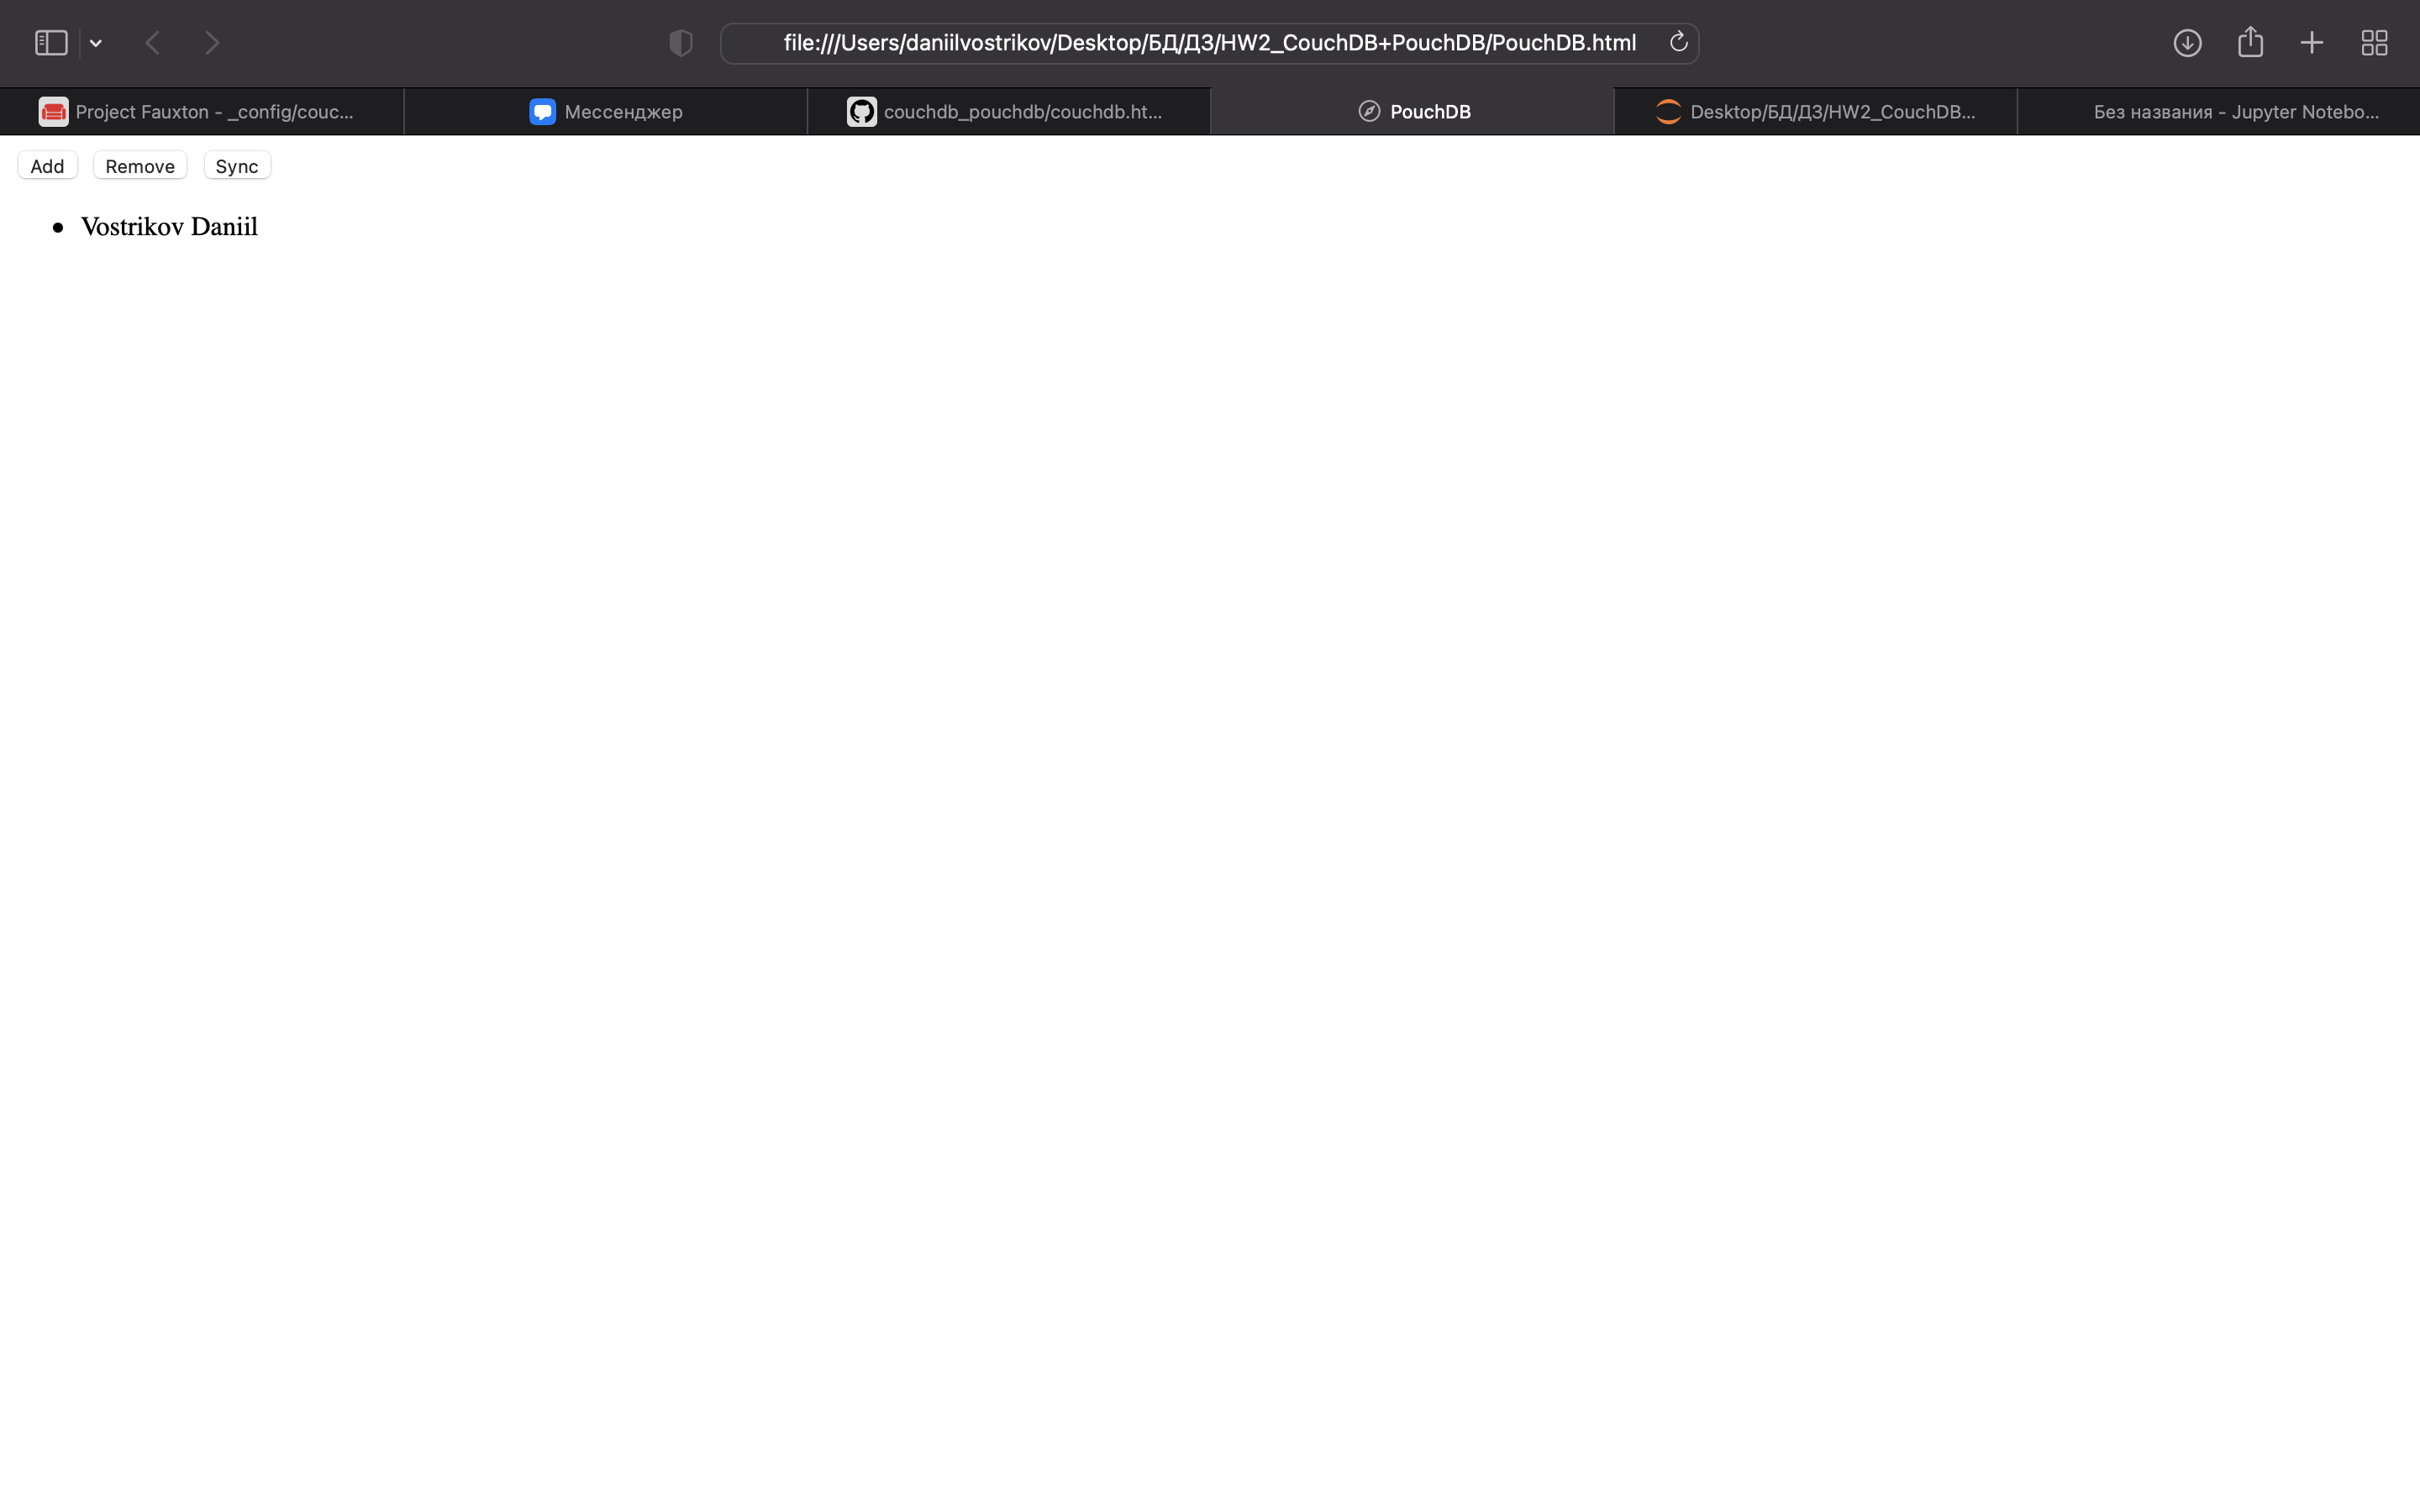 file:///Users/daniilvostrikov/Desktop/БД/ДЗ/HW2_CouchDB+PouchDB/PouchDB.html
Project Fauxton - _config/couc...
Мессенджер
couchdb_pouchdb/couchdb.ht...
PouchDB
Desktop/БД/ДЗ/HW2_CouchDB...
Без названия - Jupyter Notebo...
Add Remove Sync
Vostrikov Daniil